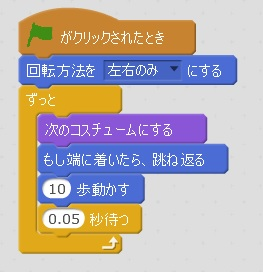 がクリックされたとき
回転方法を 左右のみ にする
ずっと
次のコスチュームにする
もし端に着いたら、跳ね返る
10 歩動かす
0.05 秒待つ